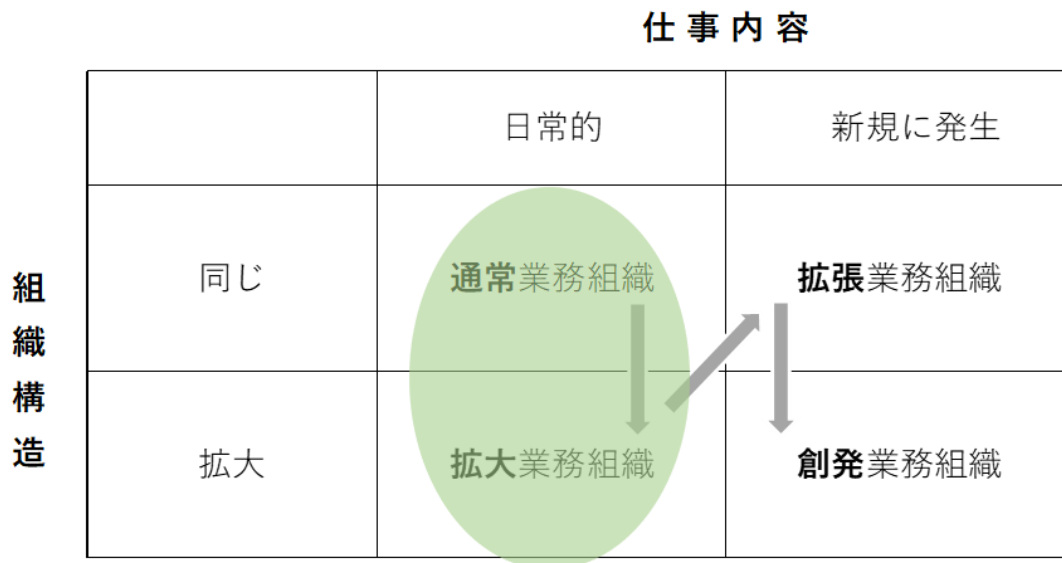 仕事内容
日常的 新規に発生
組織構造
同じ 通常業務組織 拡張業務組織
拡大 拡大業務組織 創発業務組織